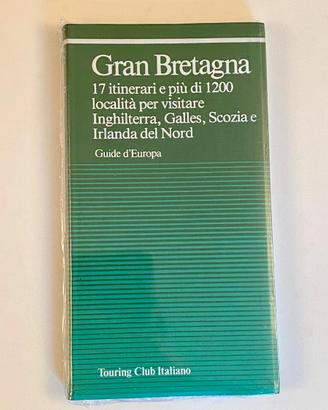 Gran Bretagna
17 itinerari e più di 1200
località per visitare
Inghilterra, Galles, Scozia e
Irlanda del Nord
Guide d'Europa
Touring Club Italiano